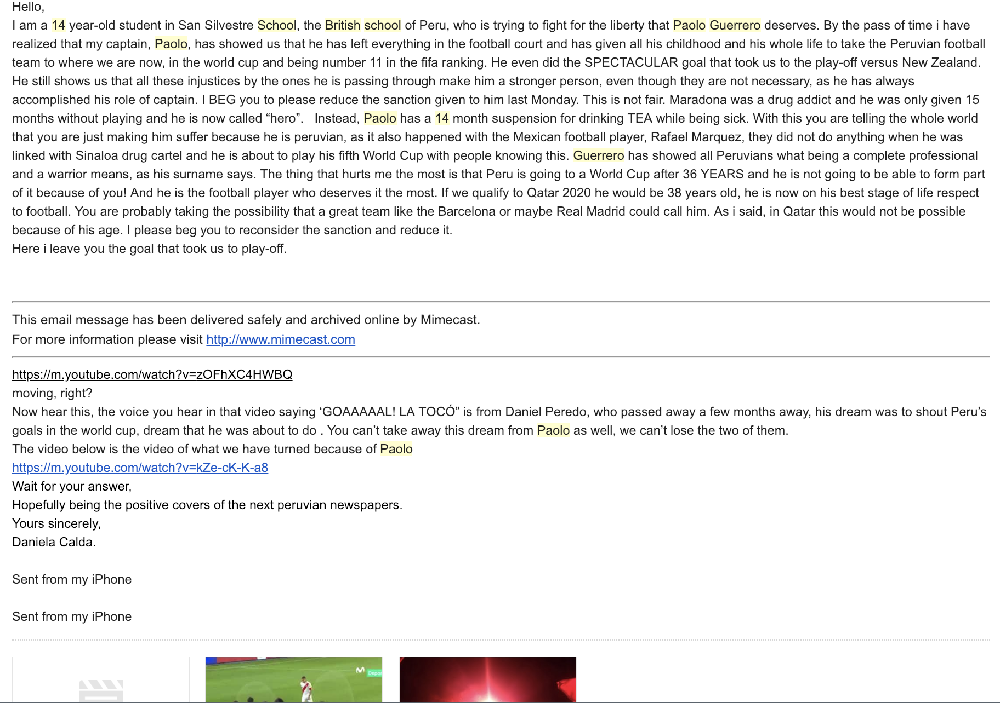 Hello,
I am a 14 year-old student in San Silvestre School, the British school of Peru, who is trying to fight for the liberty that Paolo Guerrero deserves. By the pass of time i have
realized that my captain, Paolo, has showed us that he has left everything in the football court and has given all his childhood and his whole life to take the Peruvian football
team to where we are now, in the world cup and being number 11 in the fifa ranking. He even did the SPECTACULAR goal that took us to the play-off versus New Zealand.
He still shows us that all these injustices by the ones he is passing through make him a stronger person, even though they are not necessary, as he has always
accomplished his role of captain. I BEG you to please reduce the sanction given to him last Monday. This is not fair. Maradona was a drug addict and he was only given 15
months without playing and he is now called “hero”.   Instead, Paolo has a 14 month suspension for drinking TEA while being sick. With this you are telling the whole world
that you are just making him suffer because he is peruvian, as it also happened with the Mexican football player, Rafael Marquez, they did not do anything when he was
linked with Sinaloa drug cartel and he is about to play his fifth World Cup with people knowing this. Guerrero has showed all Peruvians what being a complete professional
and a warrior means, as his surname says. The thing that hurts me the most is that Peru is going to a World Cup after 36 YEARS and he is not going to be able to form part
of it because of you! And he is the football player who deserves it the most. If we qualify to Qatar 2020 he would be 38 years old, he is now on his best stage of life respect
to football. You are probably taking the possibility that a great team like the Barcelona or maybe Real Madrid could call him. As i said, in Qatar this would not be possible
because of his age. I please beg you to reconsider the sanction and reduce it.
Here i leave you the goal that took us to play-off.
This email message has been delivered safely and archived online by Mimecast.
For more information please visit http://www.mimecast.com
https://m.youtube.com/watch?v=zOFhXC4HWBQ
moving, right?
Now hear this, the voice you hear in that video saying ‘GOAAAAAL! LA TOCÓ” is from Daniel Peredo, who passed away a few months away, his dream was to shout Peru’s
goals in the world cup, dream that he was about to do . You can’t take away this dream from Paolo as well, we can’t lose the two of them.
The video below is the video of what we have turned because of Paolo
https://m.youtube.com/watch?v=kZe-cK-K-a8
Wait for your answer,
Hopefully being the positive covers of the next peruvian newspapers.
Yours sincerely,
Daniela Calda.
Sent from my iPhone
Sent from my iPhone
Depor